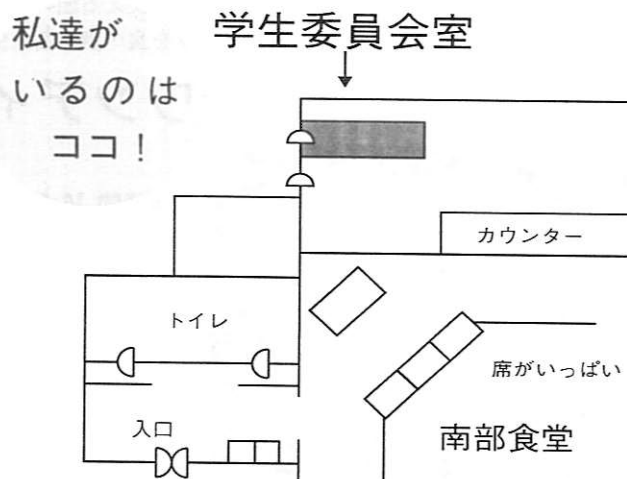 私達が
いるのは
ココ！
学生委員会室
カウンター
トイレ
席がいっぱい
入口
南部食堂